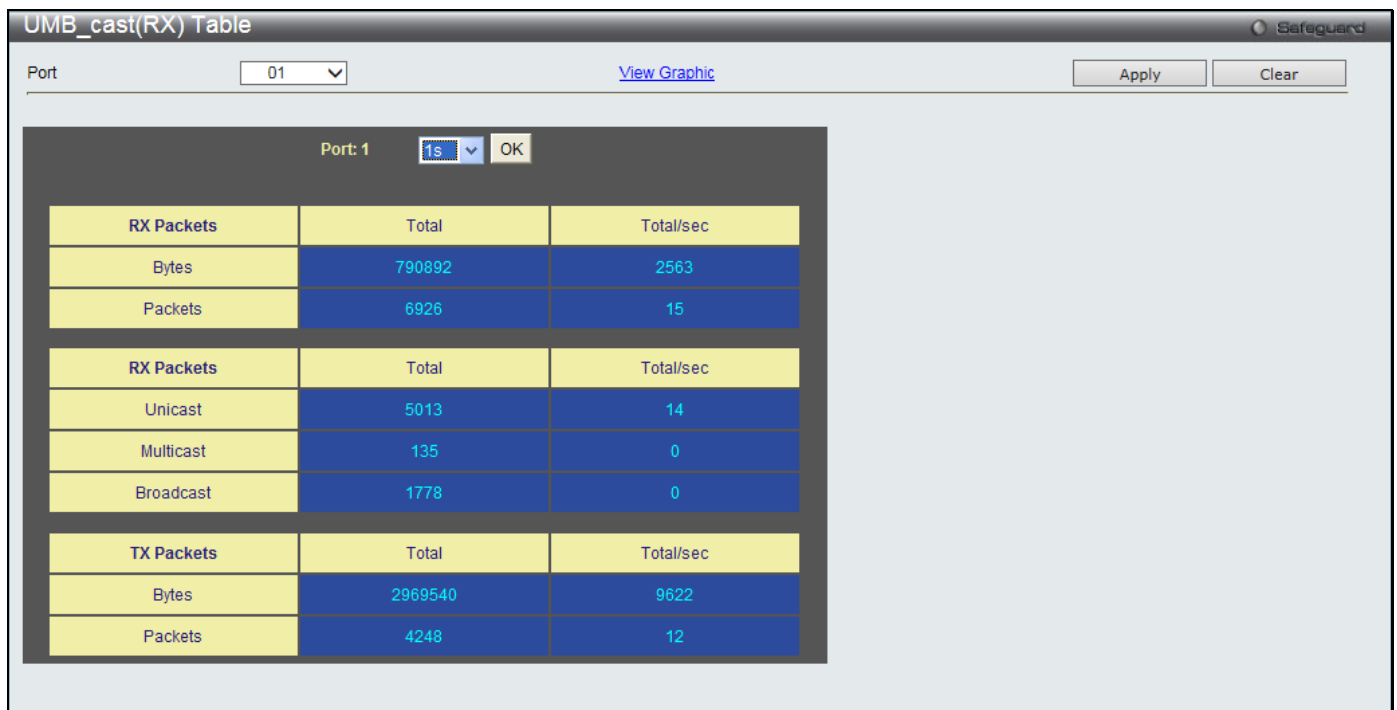 UMB_cast(RX) Table Safeguard
Port 01 View Graphic Apply Clear
Port: 1 1s OK
RX Packets Total Total/sec
Bytes 790892 2563
Packets 6926 15
RX Packets Total Total/sec
Unicast 5013 14
Multicast 135 0
Broadcast 1778 0
TX Packets Total Total/sec
Bytes 2969540 9622
Packets 4248 12